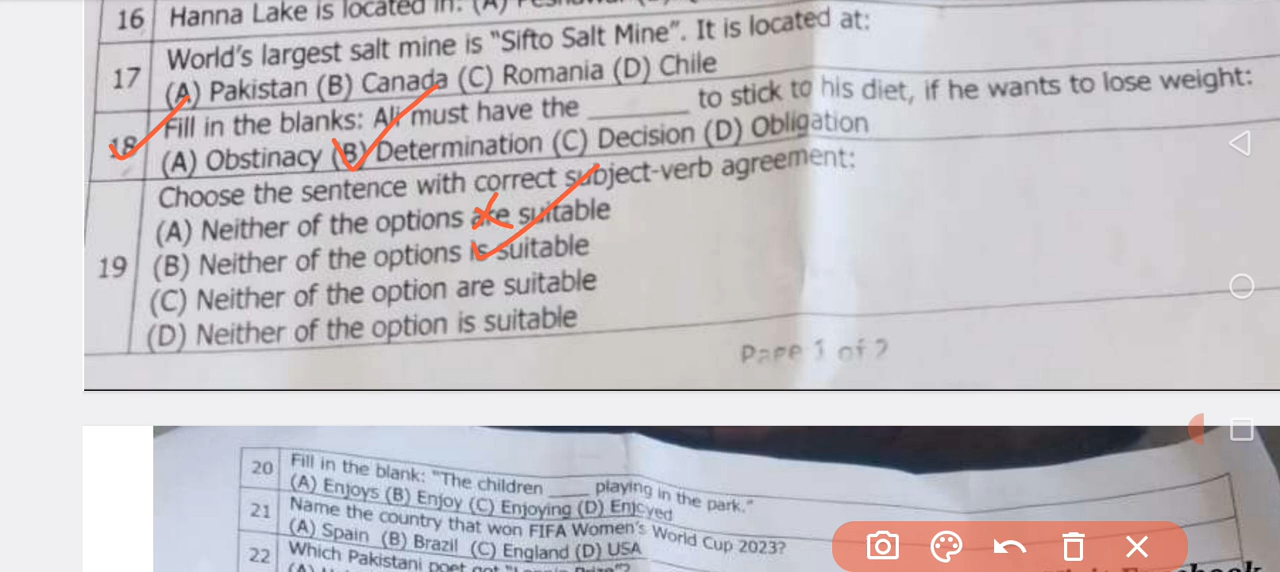 16 Hanna Lake is located in: (A)
17 World's largest salt mine is "Sifto Salt Mine". It is located at:
(A) Pakistan (B) Canada (C) Romania (D) Chile
18 Fill in the blanks: Ali must have the ______ to stick to his diet, if he wants to lose weight:
(A) Obstinacy (B) Determination (C) Decision (D) Obligation
Choose the sentence with correct subject-verb agreement:
(A) Neither of the options are suitable
19 (B) Neither of the options is suitable
(C) Neither of the option are suitable
(D) Neither of the option is suitable
Page 1 of 2
20 Fill in the blank: "The children ____ playing in the park."
(A) Enjoys (B) Enjoy (C) Enjoying (D) Enjoyed
21 Name the country that won FIFA Women's World Cup 2023?
(A) Spain (B) Brazil (C) England (D) USA
22 Which Pakistani poet got